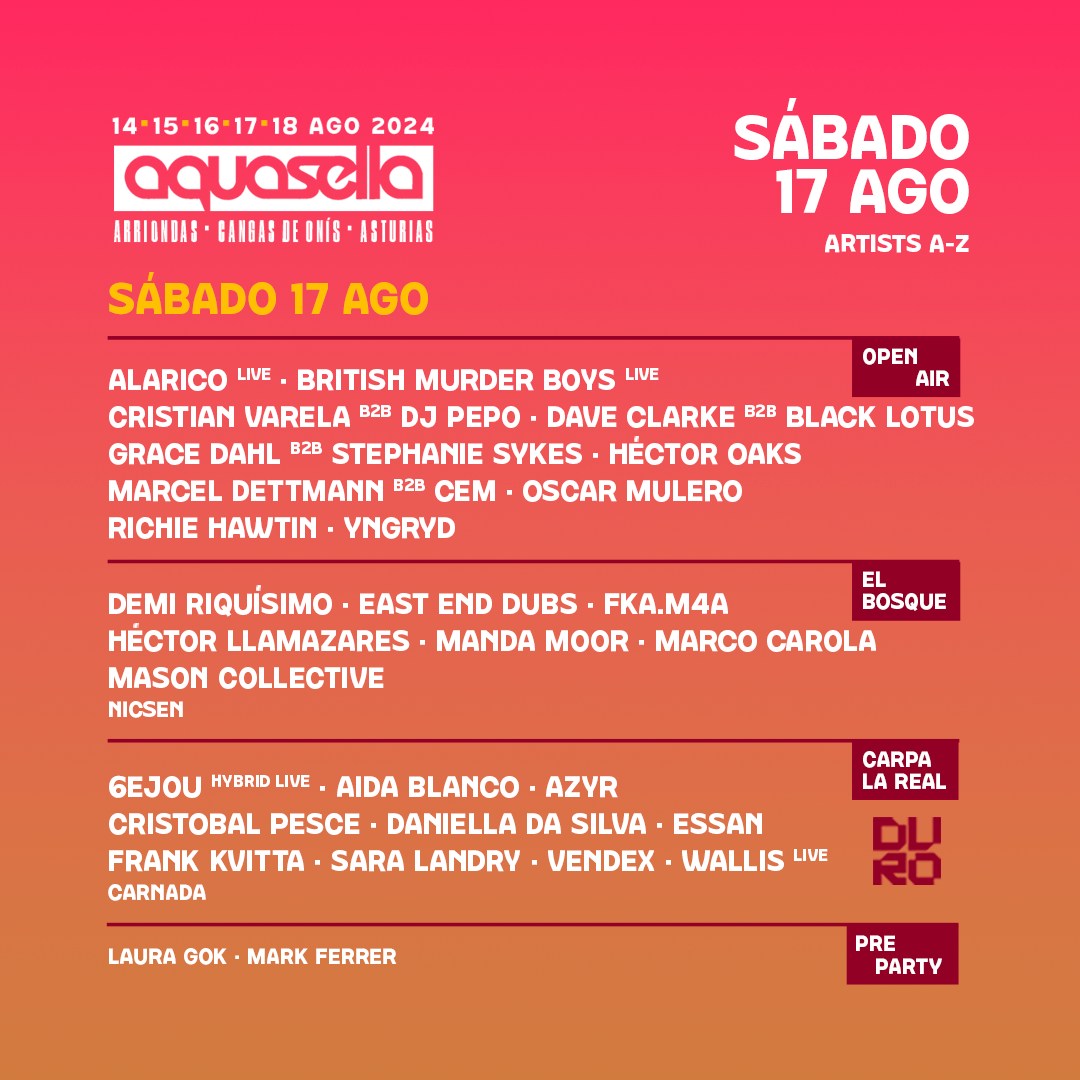 14·15·16·17·18 AGO 2024
aquasella
ARRIONDAS · CANGAS DE ONÍS · ASTURIAS
SÁBADO
17 AGO
ARTISTS A-Z
SÁBADO 17 AGO
OPEN
AIR
ALARICO LIVE · BRITISH MURDER BOYS LIVE
CRISTIAN VARELA B2B DJ PEPO · DAVE CLARKE B2B BLACK LOTUS
GRACE DAHL B2B STEPHANIE SYKES · HÉCTOR OAKS
MARCEL DETTMANN B2B CEM · OSCAR MULERO
RICHIE HAWTIN · YNGRYD
EL
BOSQUE
DEMI RIQUÍSIMO · EAST END DUBS · FKA.M4A
HÉCTOR LLAMAZARES · MANDA MOOR · MARCO CAROLA
MASON COLLECTIVE
NICSEN
CARPA
LA REAL
DU
RO
6EJOU HYBRID LIVE · AIDA BLANCO · AZYR
CRISTOBAL PESCE · DANIELLA DA SILVA · ESSAN
FRANK KVITTA · SARA LANDRY · VENDEX · WALLIS LIVE
CARNADA
PRE
PARTY
LAURA GOK · MARK FERRER